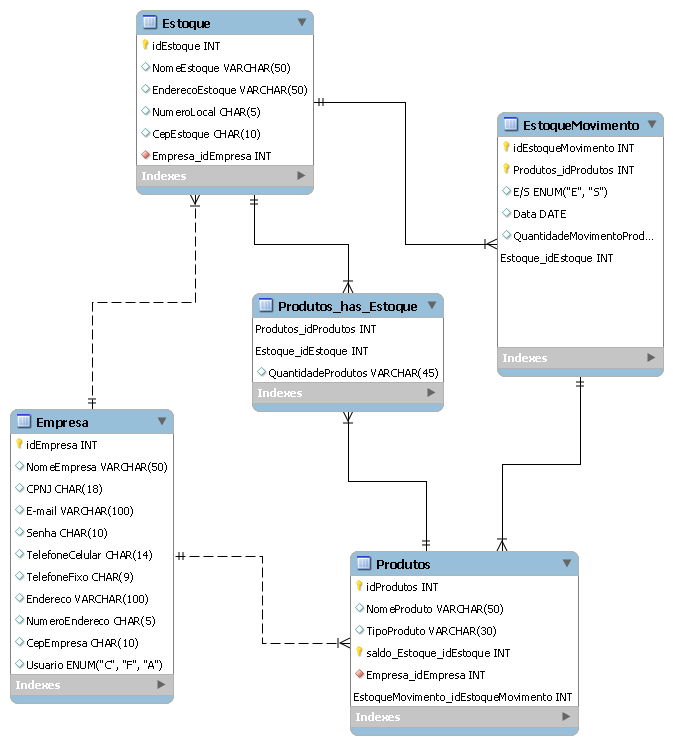 Estoque
idEstoque INT
NomeEstoque VARCHAR(50)
EnderecoEstoque VARCHAR(50)
NumeroLocal CHAR(5)
CepEstoque CHAR(10)
Empresa_idEmpresa INT
Indexes
EstoqueMovimento
idEstoqueMovimento INT
Produtos_idProdutos INT
E/S ENUM("E", "S")
Data DATE
QuantidadeMovimentoProd...
Estoque_idEstoque INT
Indexes
Produtos_has_Estoque
Produtos_idProdutos INT
Estoque_idEstoque INT
QuantidadeProdutos VARCHAR(45)
Indexes
Empresa
idEmpresa INT
NomeEmpresa VARCHAR(50)
CPNJ CHAR(18)
E-mail VARCHAR(100)
Senha CHAR(10)
TelefoneCelular CHAR(14)
TelefoneFixo CHAR(9)
Endereco VARCHAR(100)
NumeroEndereco CHAR(5)
CepEmpresa CHAR(10)
Usuario ENUM("C", "F", "A")
Indexes
Produtos
idProdutos INT
NomeProduto VARCHAR(50)
TipoProduto VARCHAR(30)
saldo_Estoque_idEstoque INT
Empresa_idEmpresa INT
EstoqueMovimento_idEstoqueMovimento INT
Indexes